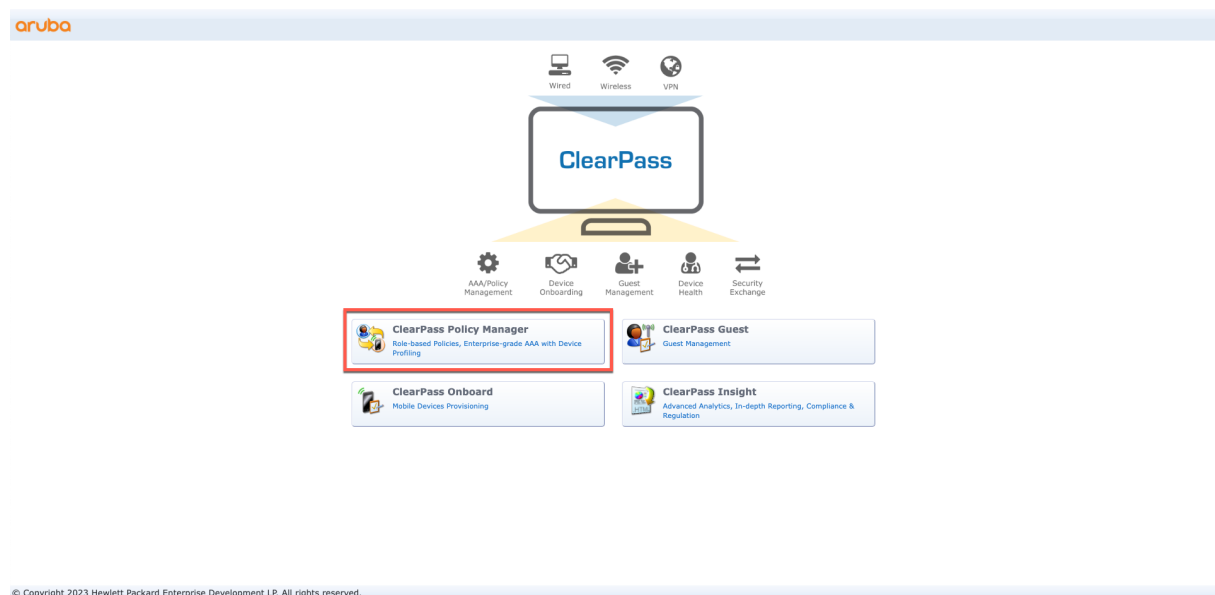 aruba
Wired
Wireless
VPN
ClearPass
AAA/Policy
Management
Device
Onboarding
Guest
Management
Device
Health
Security
Exchange
ClearPass Policy Manager
Role-based Policies, Enterprise-grade AAA with Device
Profiling
ClearPass Guest
Guest Management
ClearPass Onboard
Mobile Devices Provisioning
ClearPass Insight
Advanced Analytics, In-depth Reporting, Compliance &
Regulation
© Copyright 2023 Hewlett Packard Enterprise Development LP. All rights reserved.